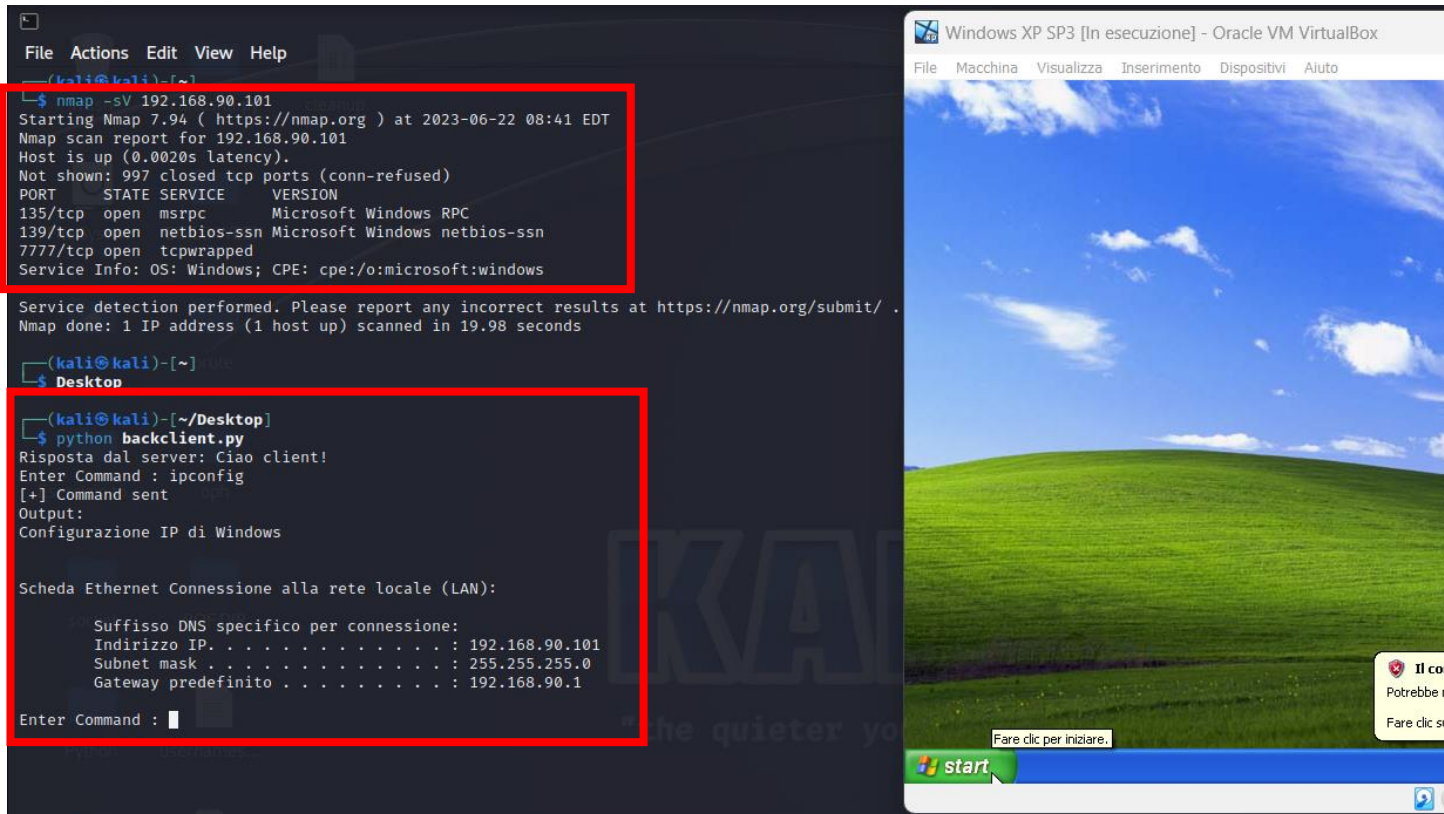 File Actions Edit View Help
(kali㉿kali)-[~]
$ nmap -sV 192.168.90.101
Starting Nmap 7.94 ( https://nmap.org ) at 2023-06-22 08:41 EDT
Nmap scan report for 192.168.90.101
Host is up (0.0020s latency).
Not shown: 997 closed tcp ports (conn-refused)
PORT STATE SERVICE VERSION
135/tcp open msrpc Microsoft Windows RPC
139/tcp open netbios-ssn Microsoft Windows netbios-ssn
7777/tcp open tcpwrapped
Service Info: OS: Windows; CPE: cpe:/o:microsoft:windows
Service detection performed. Please report any incorrect results at https://nmap.org/submit/ .
Nmap done: 1 IP address (1 host up) scanned in 19.98 seconds
(kali㉿kali)-[~]
$ Desktop
(kali㉿kali)-[~/Desktop]
$ python backclient.py
Risposta dal server: Ciao client!
Enter Command : ipconfig
[+] Command sent
Output:
Configurazione IP di Windows
Scheda Ethernet Connessione alla rete locale (LAN):
Suffisso DNS specifico per connessione:
Indirizzo IP. . . . . . . . . . . . . : 192.168.90.101
Subnet mask . . . . . . . . . . . . . : 255.255.255.0
Gateway predefinito . . . . . . . . . : 192.168.90.1
Enter Command :
"the quieter yo
Windows XP SP3 [In esecuzione] - Oracle VM VirtualBox
File Macchina Visualizza Inserimento Dispositivi Aiuto
Il co
Potrebbe
Fare clic s
Fare clic per iniziare.
start